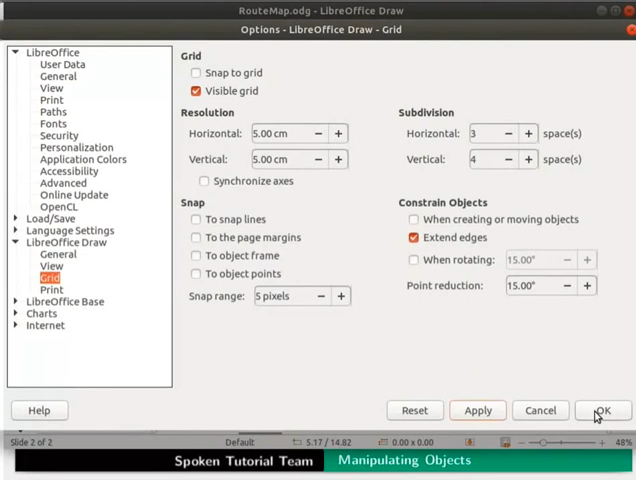 RouteMap.odg - LibreOffice Draw
Options - LibreOffice Draw - Grid
LibreOffice
User Data
General
View
Print
Paths
Fonts
Security
Personalization
Application Colors
Accessibility
Advanced
Online Update
OpenCL
Load/Save
Language Settings
LibreOffice Draw
General
View
Grid
Print
LibreOffice Base
Charts
Internet
Grid
Snap to grid
Visible grid
Resolution
Horizontal: 5.00 cm − +
Vertical: 5.00 cm − +
Synchronize axes
Subdivision
Horizontal: 3 − + space(s)
Vertical: 4 − + space(s)
Snap
To snap lines
To the page margins
To object frame
To object points
Snap range: 5 pixels − +
Constrain Objects
When creating or moving objects
Extend edges
When rotating: 15.00° − +
Point reduction: 15.00° − +
Help Reset Apply Cancel OK
Slide 2 of 2 Default 5.17 / 14.82 0.00 x 0.00 48%
Spoken Tutorial Team Manipulating Objects